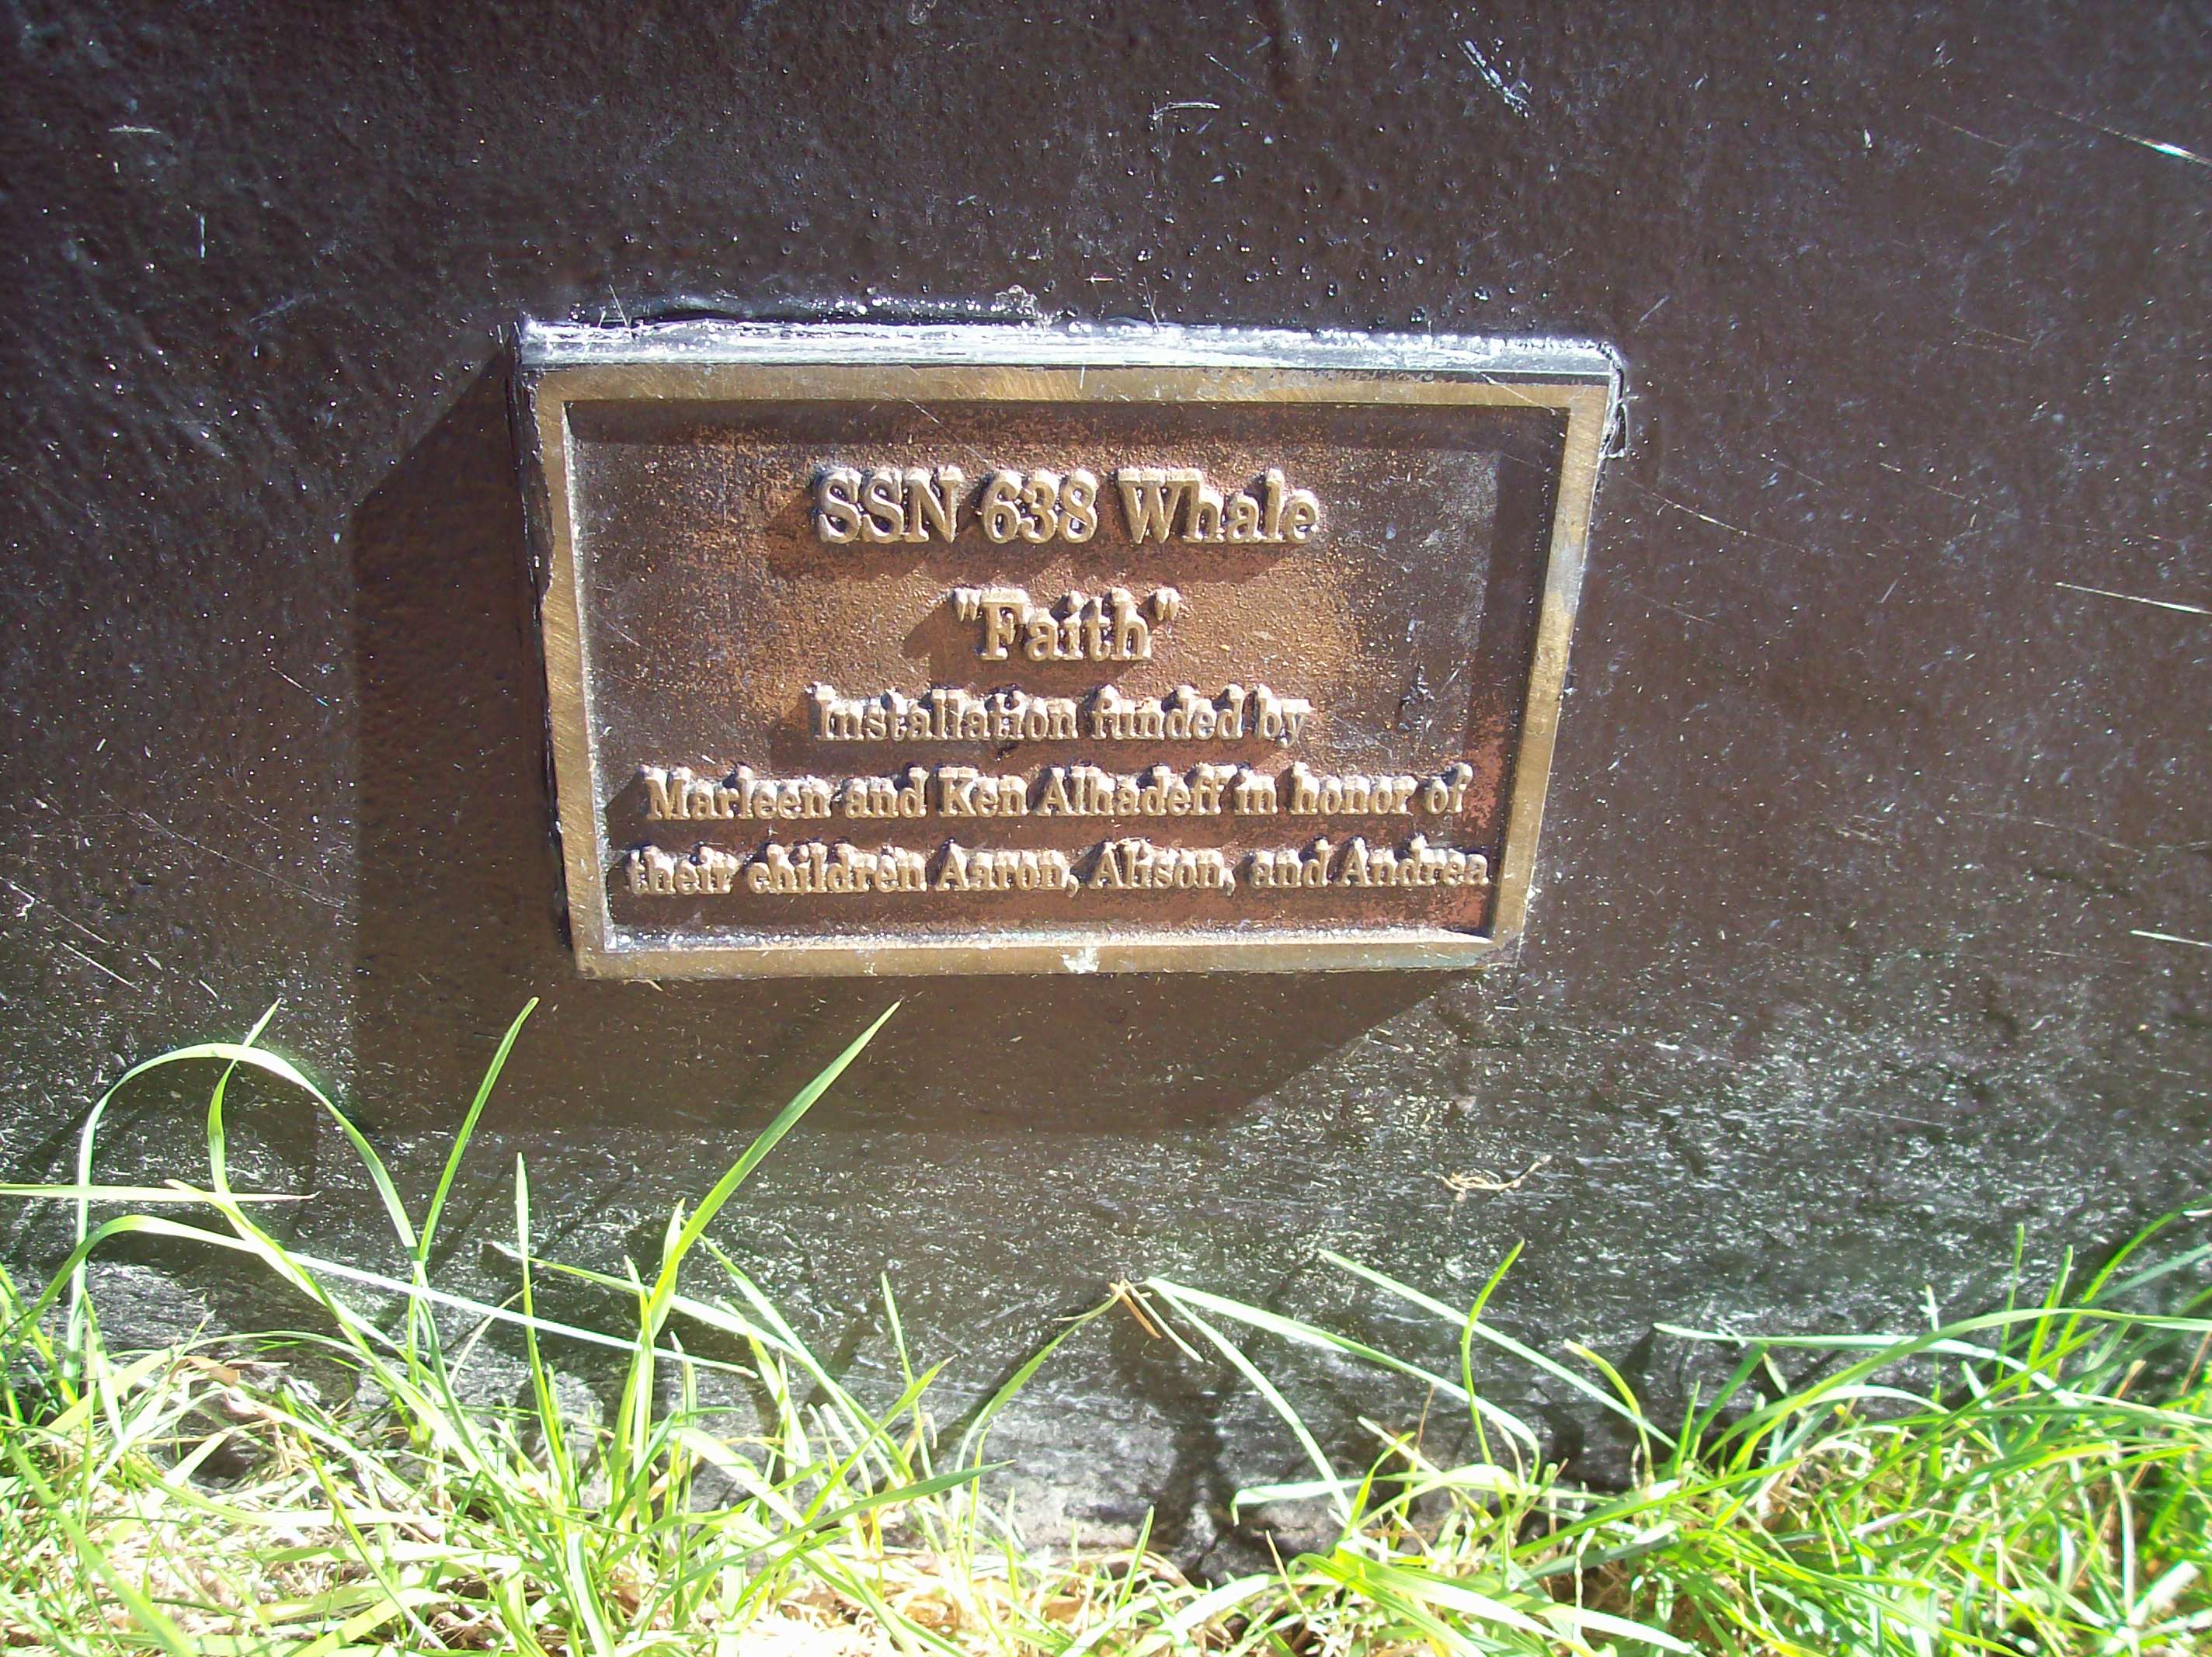 SSN 638 Whale
"Faith"
Installation funded by
Marleen and Ken Alhadeff in honor of
their children Aaron, Alison, and Andrea